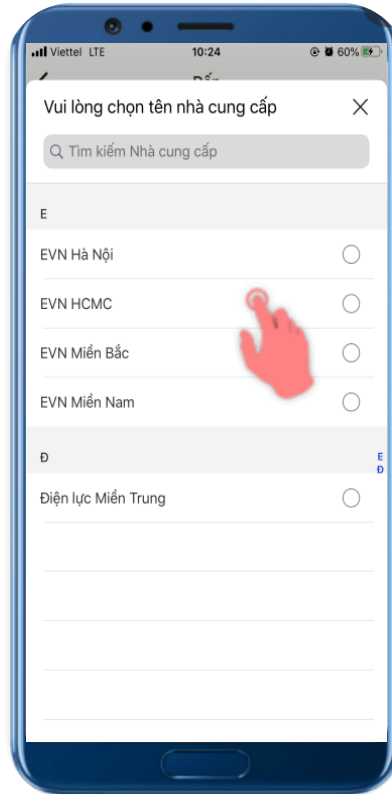 Viettel LTE 10:24 60%
Vui lòng chọn tên nhà cung cấp
Tìm kiếm Nhà cung cấp
E
EVN Hà Nội
EVN HCMC
EVN Miền Bắc
EVN Miền Nam
Đ
E
Đ
Điện lực Miền Trung